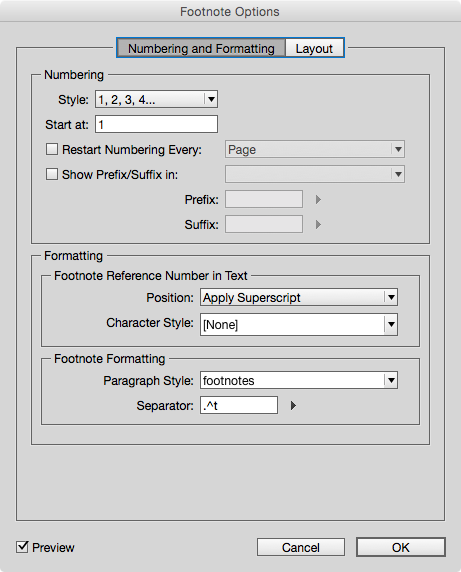 Footnote Options
Numbering and Formatting Layout
Numbering
Style: 1, 2, 3, 4...
Start at: 1
Restart Numbering Every: Page
Show Prefix/Suffix in:
Prefix:
Suffix:
Formatting
Footnote Reference Number in Text
Position: Apply Superscript
Character Style: [None]
Footnote Formatting
Paragraph Style: footnotes
Separator: .^t
Preview Cancel OK